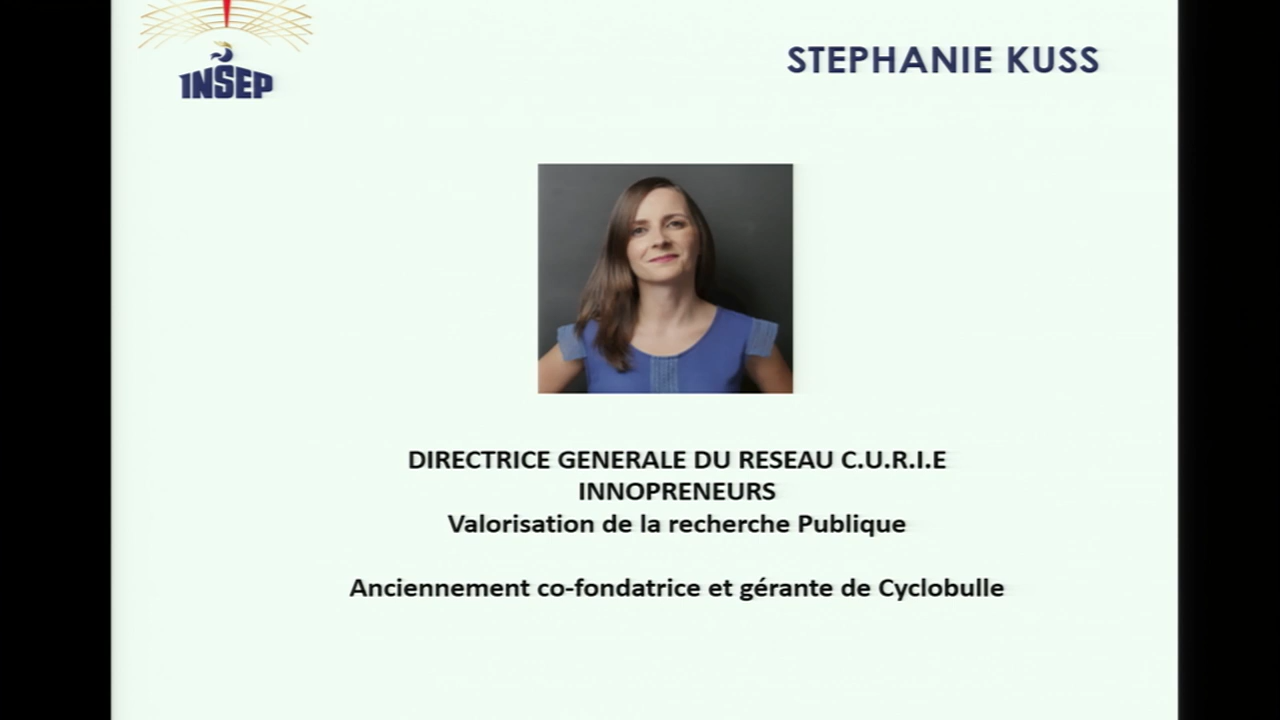 INSEP
STEPHANIE KUSS
DIRECTRICE GENERALE DU RESEAU C.U.R.I.E
INNOPRENEURS
Valorisation de la recherche Publique
Anciennement co-fondatrice et gérante de Cyclobulle